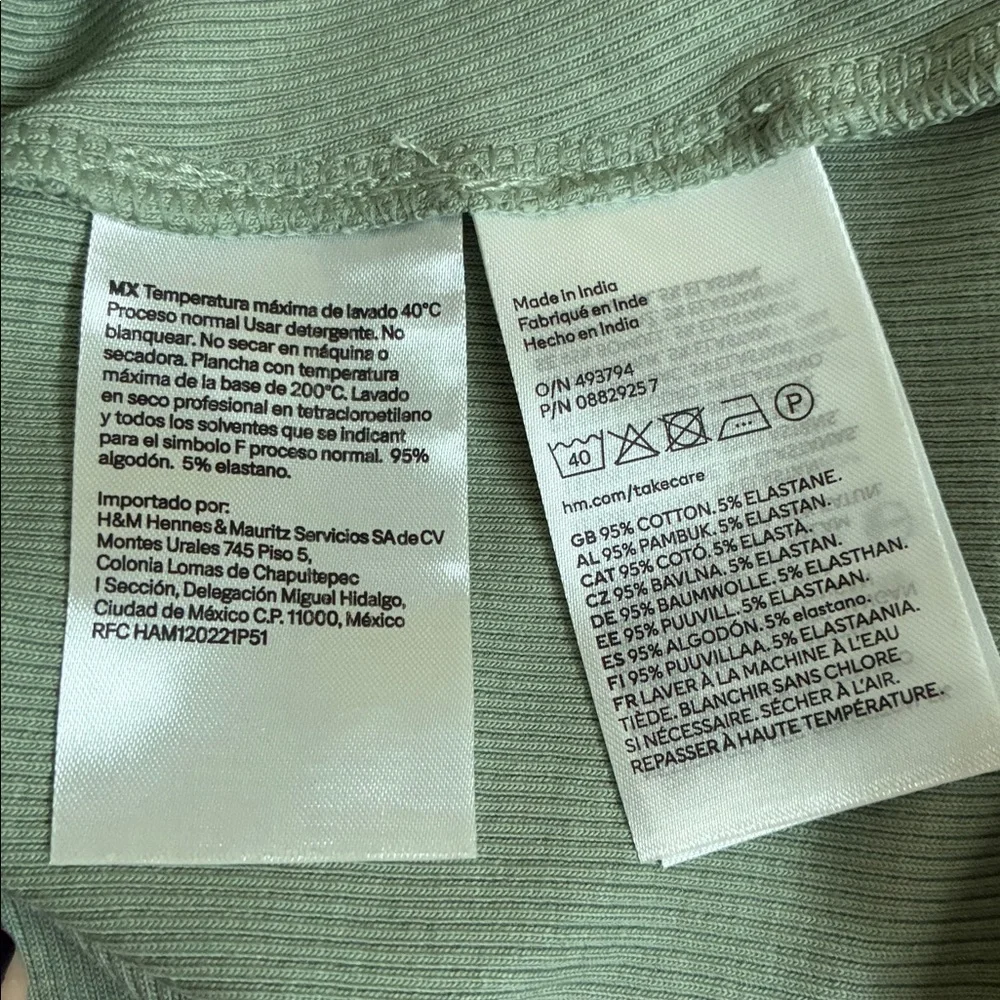 MX Temperatura máxima de lavado 40°C
Proceso normal Usar detergente. No
blanquear. No secar en máquina o
secadora. Plancha con temperatura
máxima de la base de 200°C. Lavado
en seco profesional en tetracloroetileno
y todos los solventes que se indicant
para el simbolo F proceso normal. 95%
algodón. 5% elastano.
Importado por:
H&M Hennes & Mauritz Servicios SA de CV
Montes Urales 745 Piso 5,
Colonia Lomas de Chapultepec
I Sección, Delegación Miguel Hidalgo,
Ciudad de México C.P. 11000, México
RFC HAM120221P51
Made in India
Fabriqué en Inde
Hecho en India
O/N 493794
P/N 08829257
40 P
hm.com/takecare
GB 95% COTTON. 5% ELASTANE.
AL 95% PAMBUK. 5% ELASTAN.
CAT 95% COTÓ. 5% ELASTÀ.
CZ 95% BAVLNA. 5% ELASTAN.
DE 95% BAUMWOLLE. 5% ELASTHAN.
EE 95% PUUVILL. 5% ELASTAAN.
ES 95% ALGODÓN. 5% elastano.
FI 95% PUUVILLAA. 5% ELASTAANIA.
FR LAVER À LA MACHINE À L'EAU
TIÈDE. BLANCHIR SANS CHLORE
SI NÉCESSAIRE. SÉCHER À L'AIR.
REPASSER À HAUTE TEMPÉRATURE.